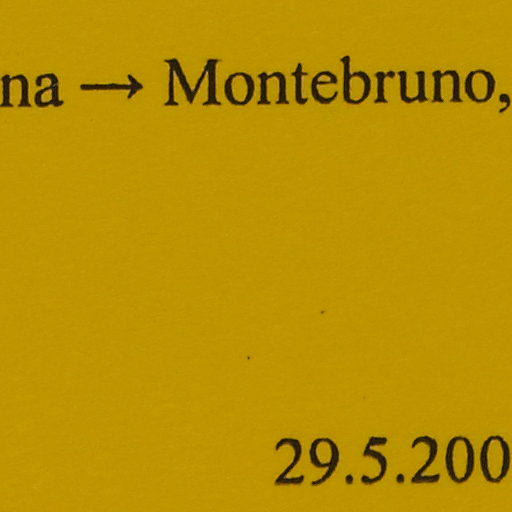 na → Montebruno,
29.5.200